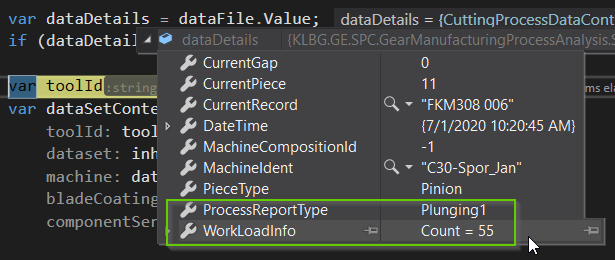 var dataDetails = dataFile.Value; dataDetails = {CuttingProcessDataCont
if (dataDetail
dataDetails {KLBG.GE.SPC.GearManufacturingProcessAnalysis.S
CurrentGap 0
CurrentPiece 11
var toolId :string
CurrentRecord "FKM308 006"
ms ela
var dataSetConte
DateTime {7/1/2020 10:20:45 AM}
toolId: tool
MachineCompositionId -1
dataset: inh
MachineIdent "C30-Spor_Jan"
machine: dat
PieceType Pinion
bladeCoating
ProcessReportType Plunging1
componentSer
WorkLoadInfo Count = 55